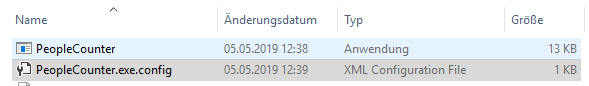 Name Änderungsdatum Typ Größe
PeopleCounter 05.05.2019 12:38 Anwendung 13 KB
PeopleCounter.exe.config 05.05.2019 12:39 XML Configuration File 1 KB